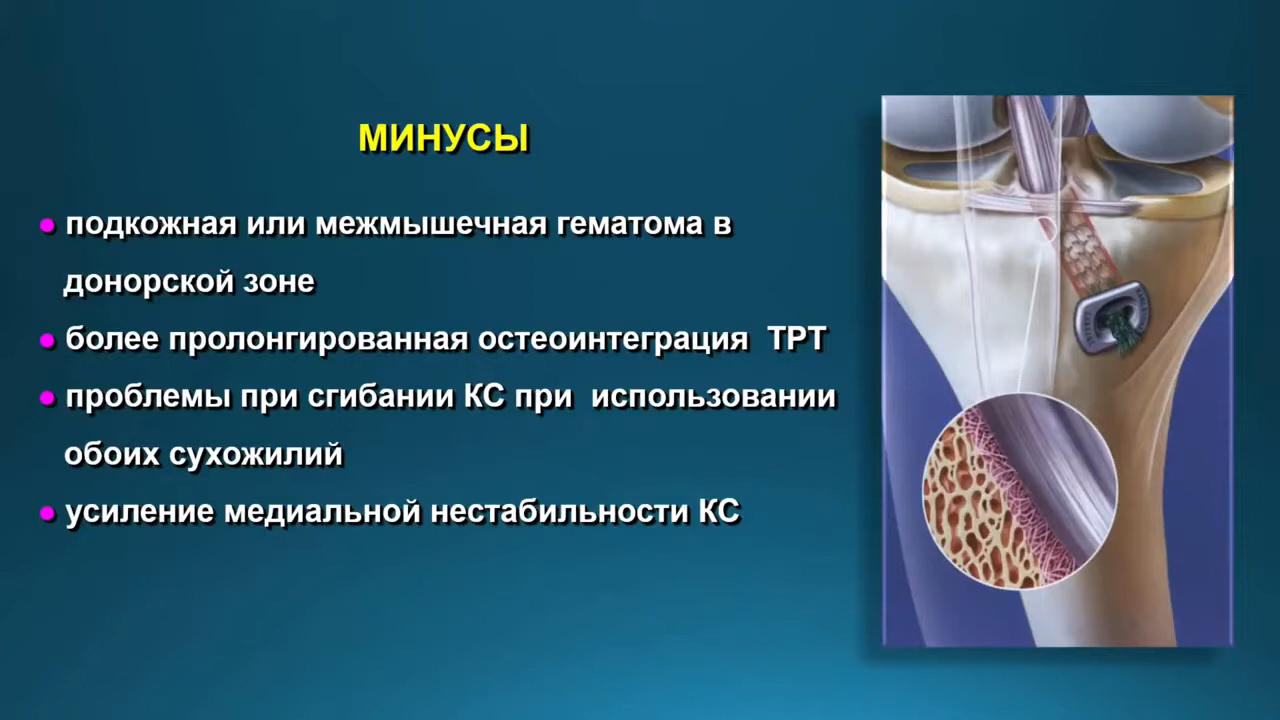 МИНУСЫ
● подкожная или межмышечная гематома в
донорской зоне
● более пролонгированная остеоинтеграция ТРТ
● проблемы при сгибании КС при использовании
обоих сухожилий
● усиление медиальной нестабильности КС